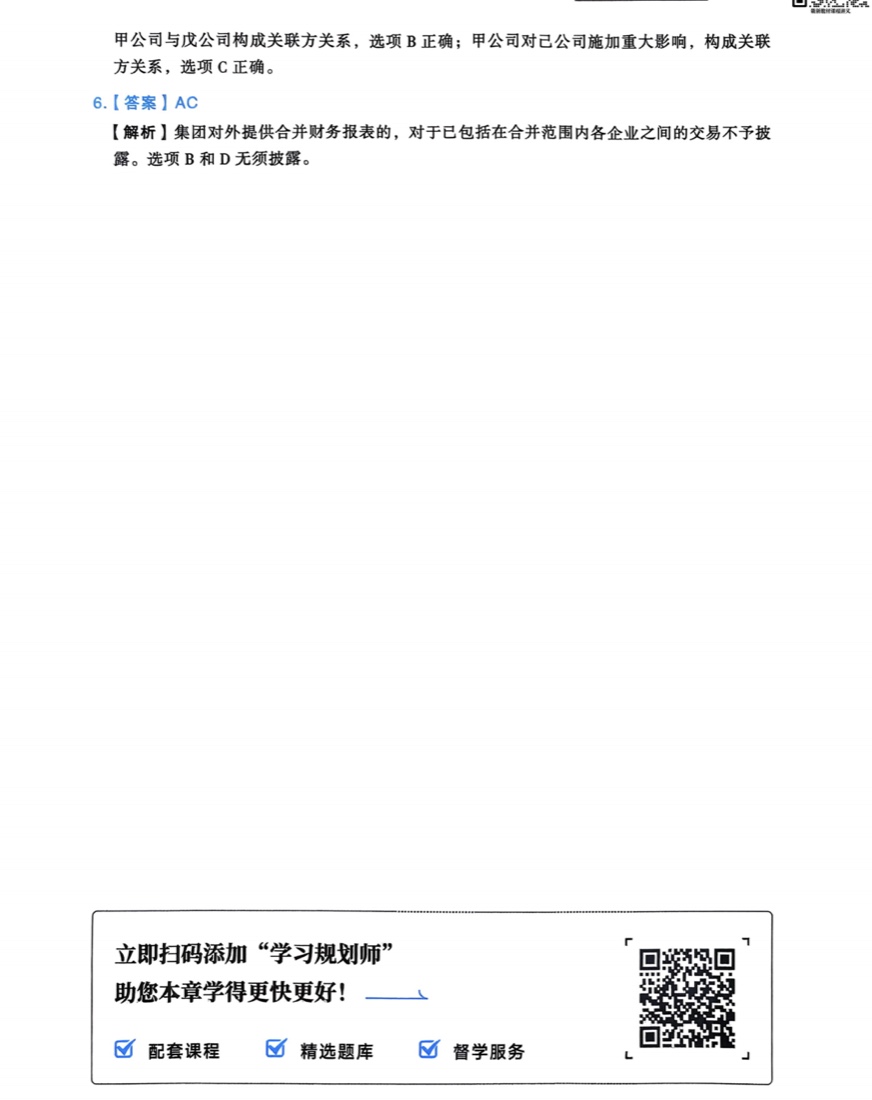 甲公司与戊公司构成关联方关系，选项 B 正确；甲公司对己公司施加重大影响，构成关联
方关系，选项 C 正确。
6.【答案】AC
【解析】集团对外提供合并财务报表的，对于已包括在合并范围内各企业之间的交易不予披
露。选项 B 和 D 无须披露。
立即扫码添加“学习规划师”
助您本章学得更快更好！
配套课程 精选题库 督学服务